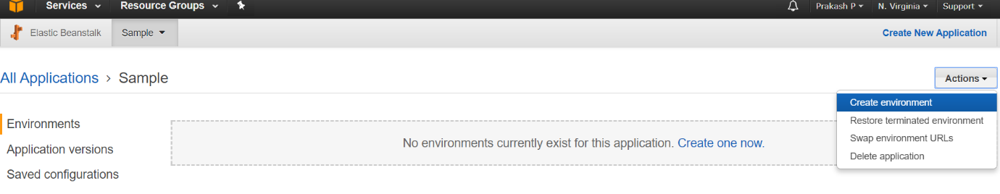 Services Resource Groups Prakash P N. Virginia Support
Elastic Beanstalk Sample Create New Application
All Applications › Sample
Actions
Create environment
Restore terminated environment
Swap environment URLs
Delete application
Environments
Application versions
Saved configurations
No environments currently exist for this application. Create one now.